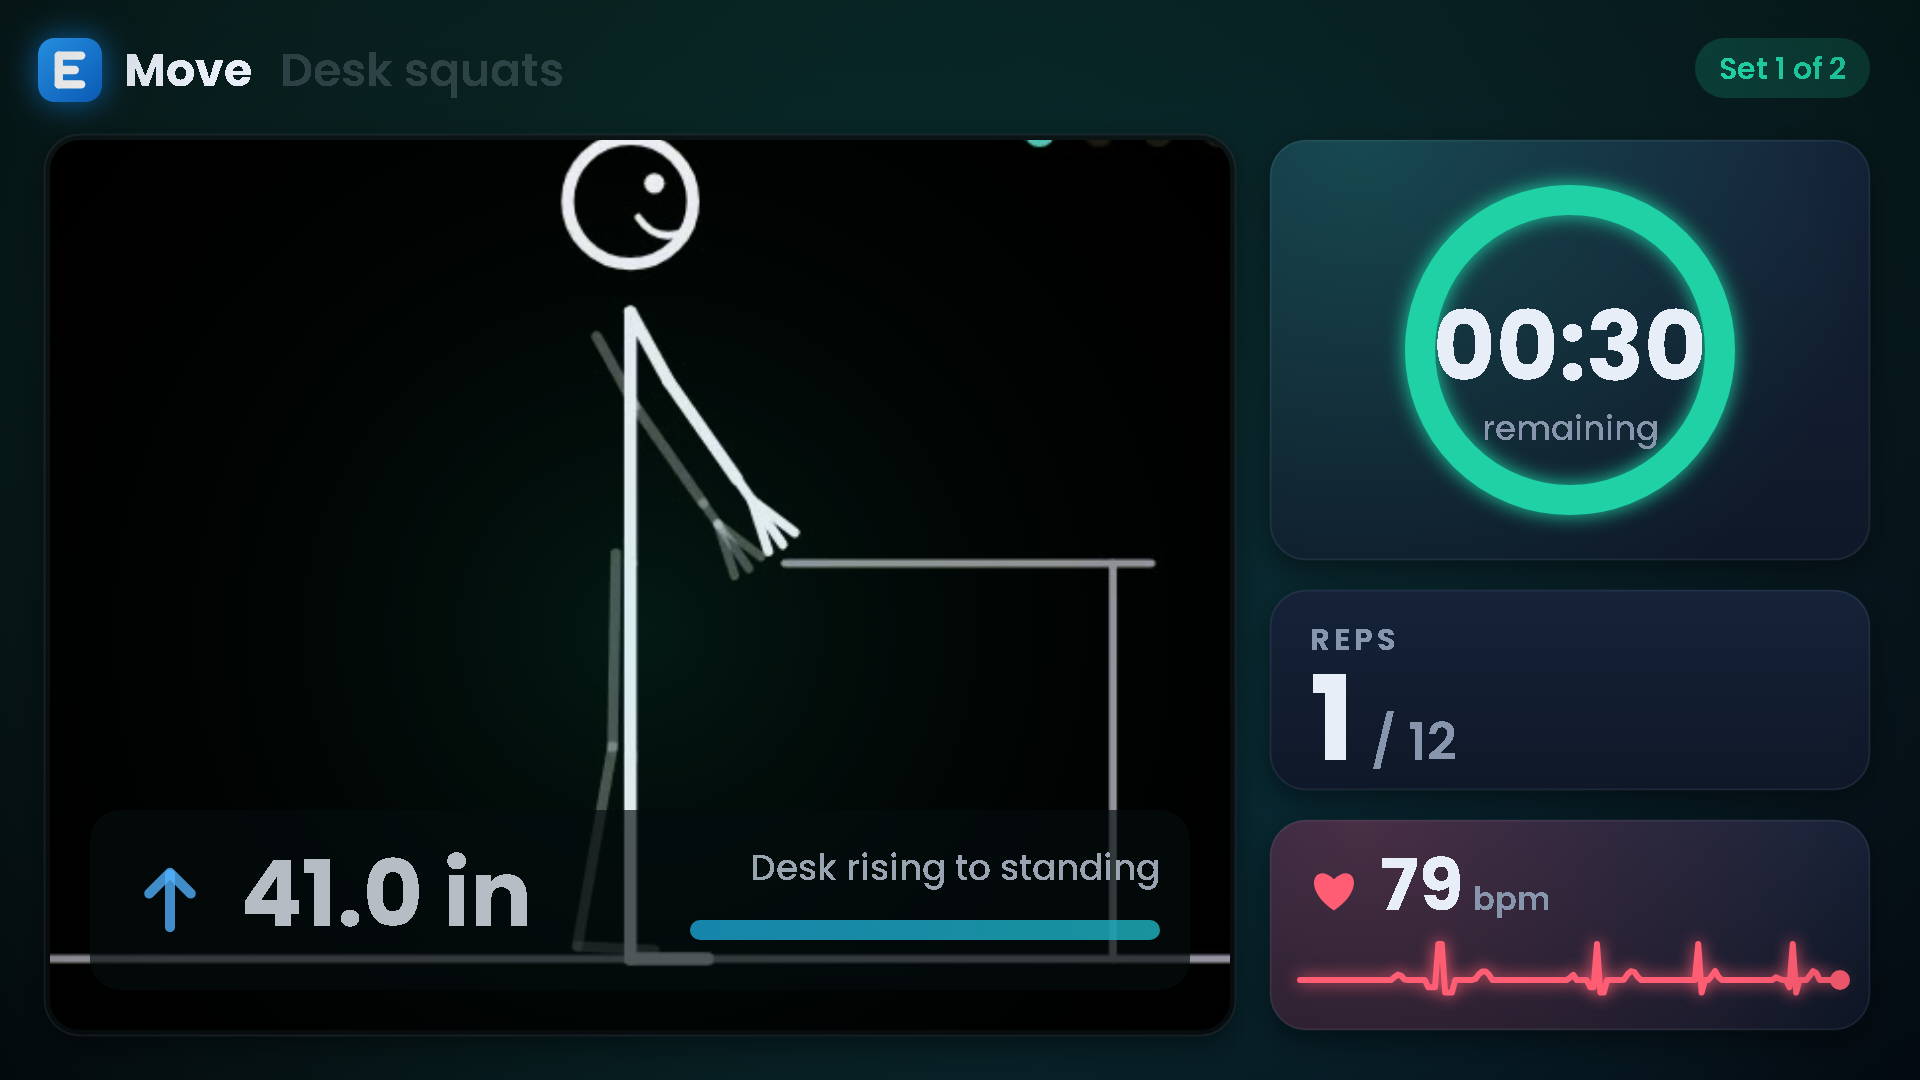 E Move Desk squats
Set 1 of 2
00:30
remaining
REPS
1 / 12
41.0 in
Desk rising to standing
79 bpm